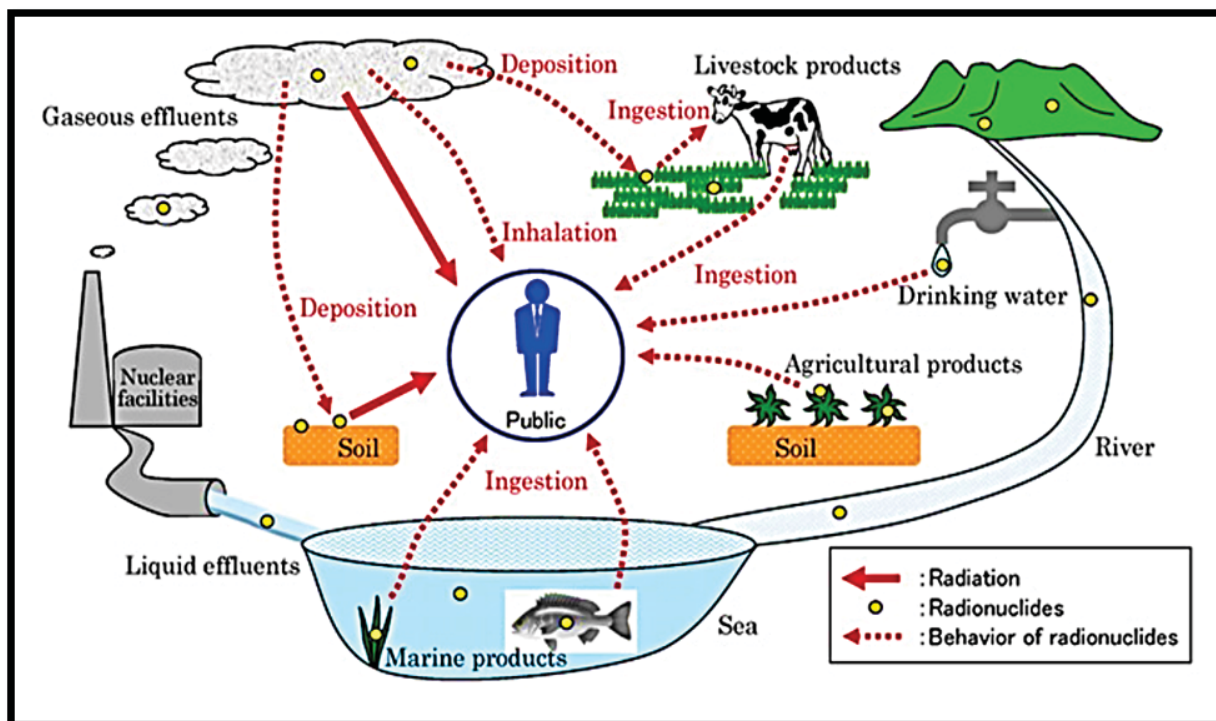 Deposition
Livestock products
Gaseous effluents
Ingestion
Inhalation
Ingestion
Drinking water
Deposition
Agricultural products
Nuclear
facilities
Public
Soil
Soil
River
Ingestion
Liquid effluents
Sea
Marine products
:Radiation
:Radionuclides
:Behavior of radionuclides